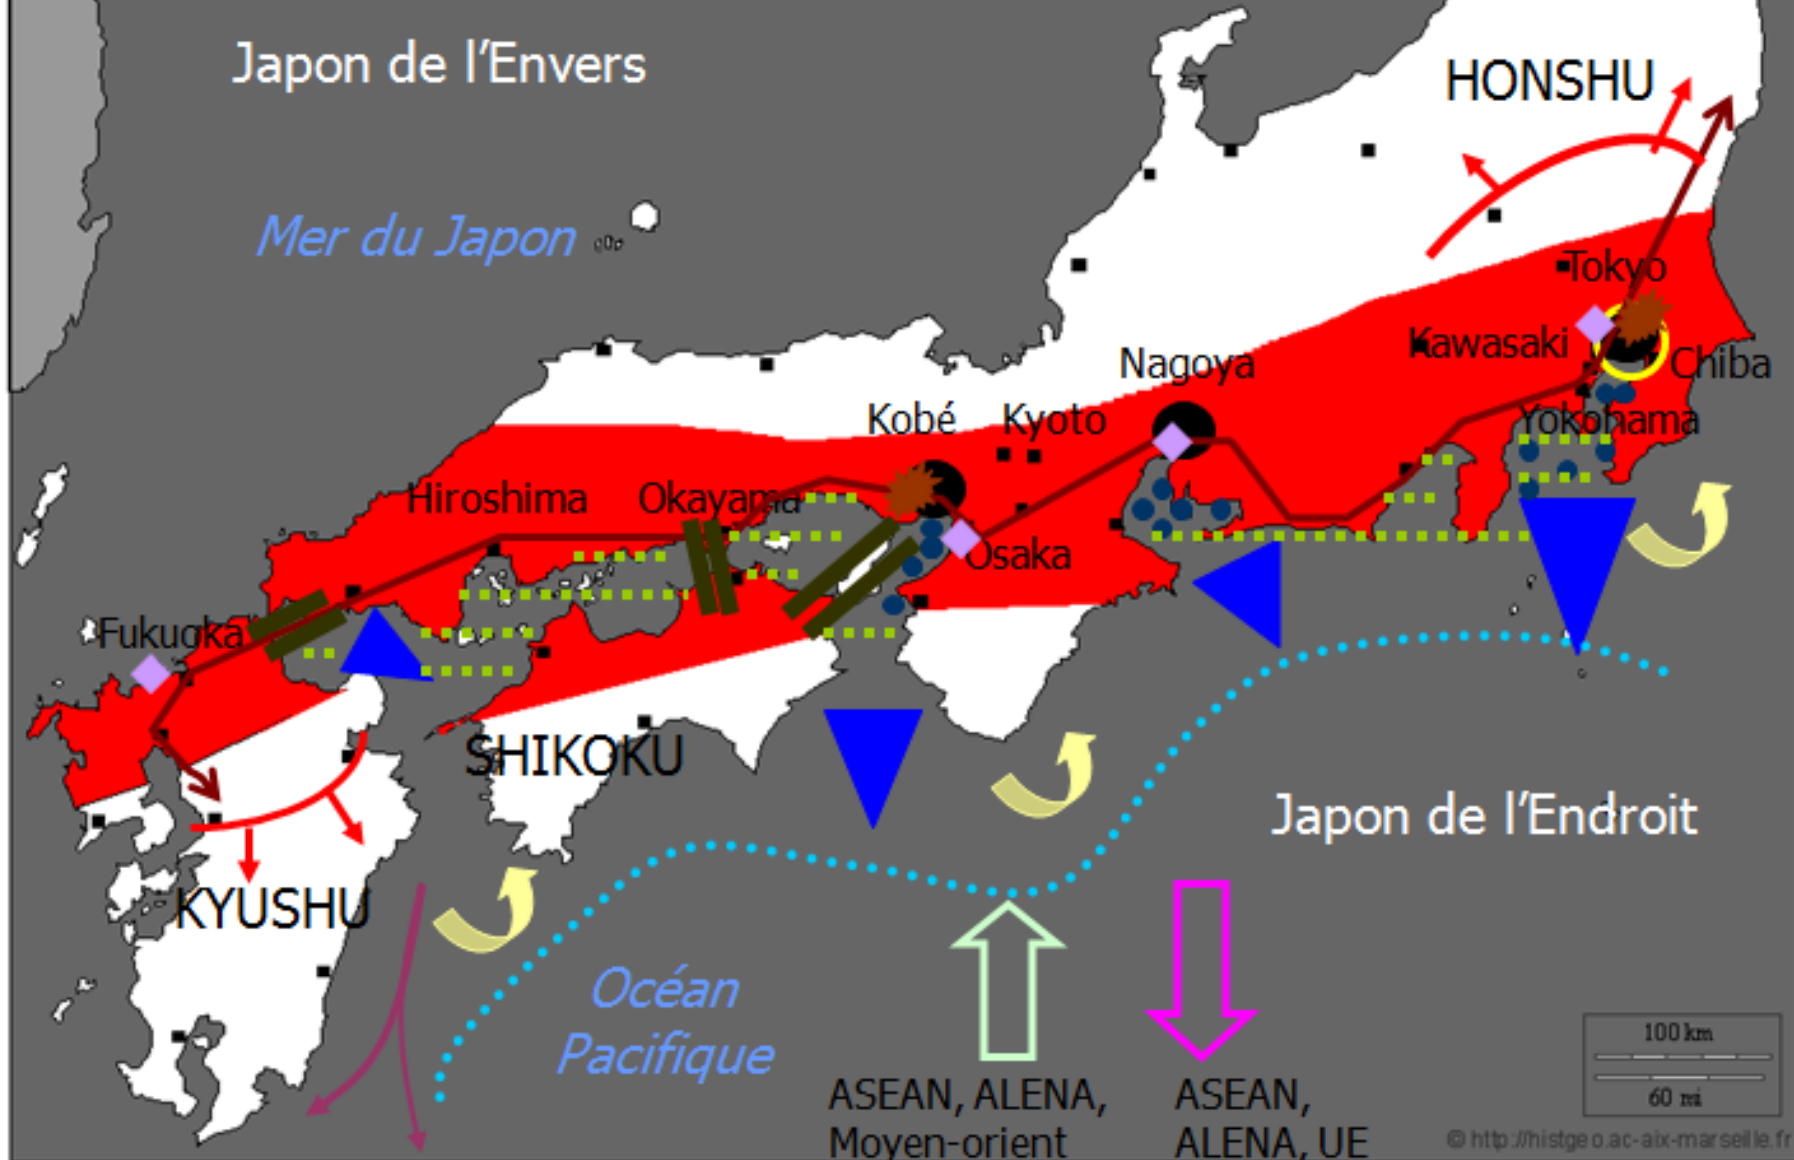 Japon de l'Envers
HONSHU
Mer du Japon
Tokyo
Kawasaki
Nagoya
Chiba
Kobé
Kyoto
Yokohama
Hiroshima
Okayama
Osaka
Fukuoka
SHIKOKU
Japon de l'Endroit
KYUSHU
Océan
Pacifique
100 km
60 mi
ASEAN, ALENA,
Moyen-orient
ASEAN,
ALENA, UE
© http://histgeo.ac-aix-marseille.fr